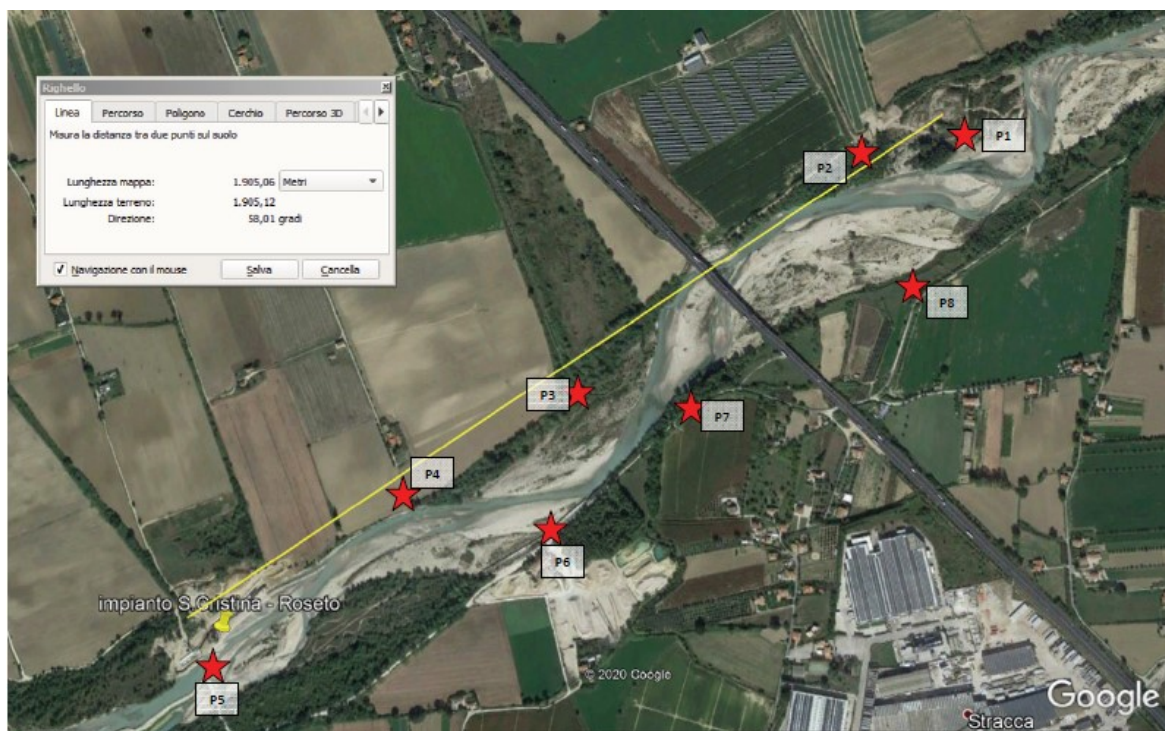 Righello
Linea Percorso Poligono Cerchio Percorso 3D
Misura la distanza tra due punti sul suolo
Lunghezza mappa: 1.905,06 Metri
Lunghezza terreno: 1.905,12
Direzione: 58,01 gradi
Navigazione con il mouse Salva Cancella
P1
P2
P8
P3
P7
P4
P6
impianto S.Cristina - Roseto
P5
© 2020 Google
Google
Stracca